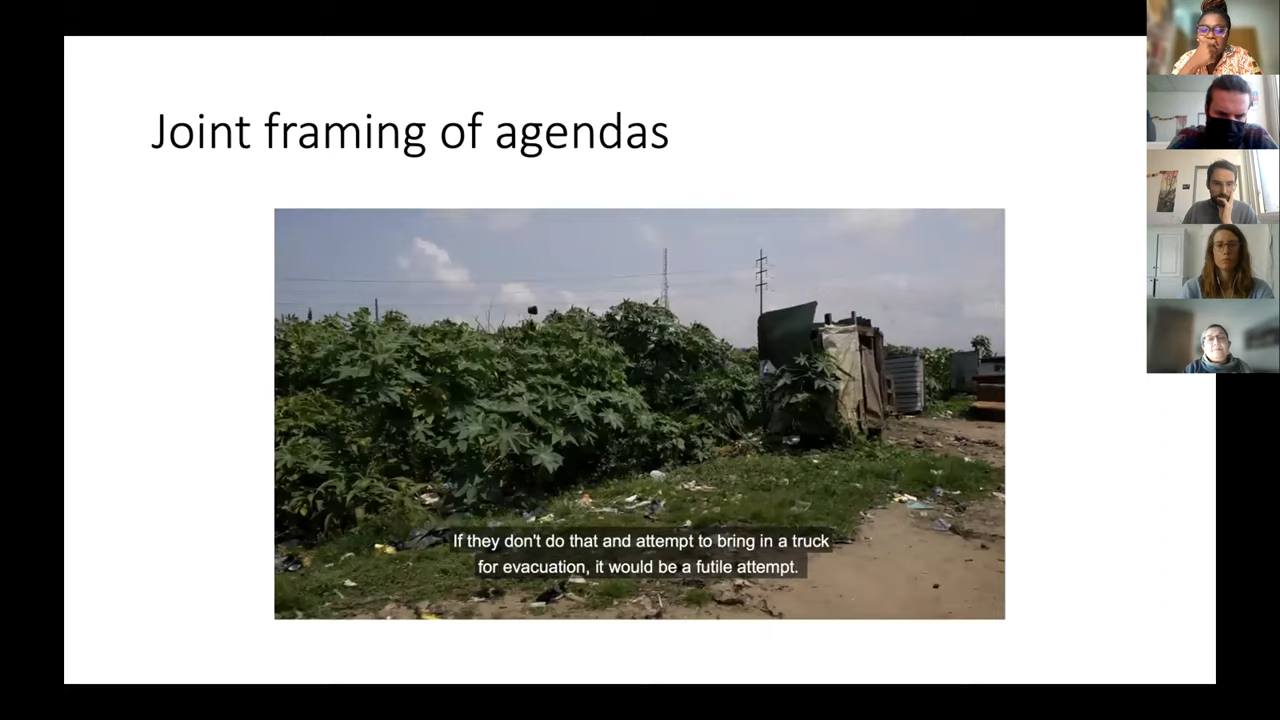 Joint framing of agendas
If they don't do that and attempt to bring in a truck
for evacuation, it would be a futile attempt.